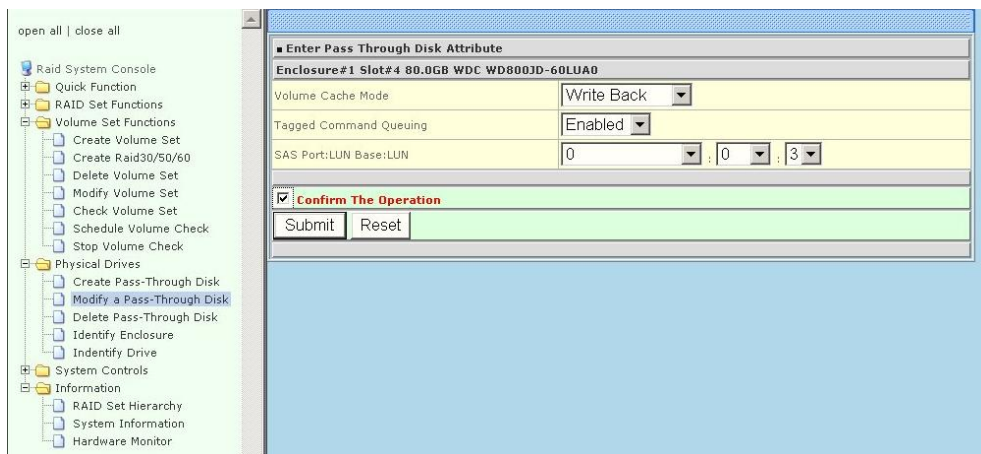 open all | close all
Raid System Console
Quick Function
RAID Set Functions
Volume Set Functions
Create Volume Set
Create Raid30/50/60
Delete Volume Set
Modify Volume Set
Check Volume Set
Schedule Volume Check
Stop Volume Check
Physical Drives
Create Pass-Through Disk
Modify a Pass-Through Disk
Delete Pass-Through Disk
Identify Enclosure
Indentify Drive
System Controls
Information
RAID Set Hierarchy
System Information
Hardware Monitor
Enter Pass Through Disk Attribute
Enclosure#1 Slot#4 80.0GB WDC WD800JD-60LUA0
Volume Cache Mode Write Back
Tagged Command Queuing Enabled
SAS Port:LUN Base:LUN 0 : 0 : 3
Confirm The Operation
Submit Reset